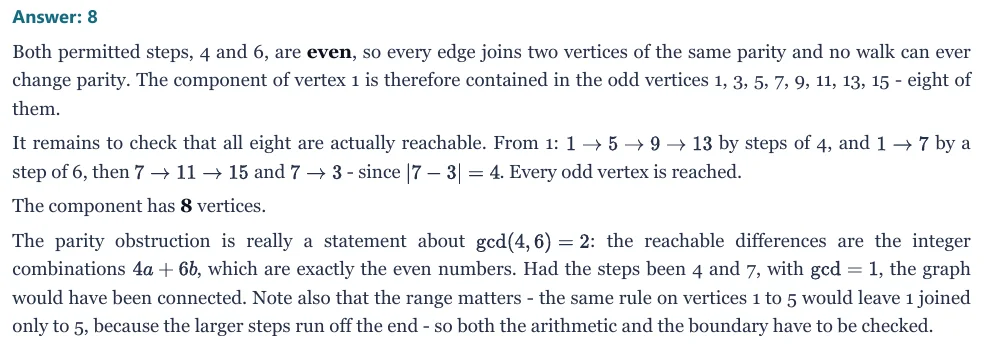 Answer: 8
Both permitted steps, 4 and 6, are even, so every edge joins two vertices of the same parity and no walk can ever
change parity. The component of vertex 1 is therefore contained in the odd vertices 1, 3, 5, 7, 9, 11, 13, 15 - eight of
them.
It remains to check that all eight are actually reachable. From 1: 1 → 5 → 9 → 13 by steps of 4, and 1 → 7 by a
step of 6, then 7 → 11 → 15 and 7 → 3 - since |7 − 3| = 4. Every odd vertex is reached.
The component has 8 vertices.
The parity obstruction is really a statement about gcd(4, 6) = 2: the reachable differences are the integer
combinations 4a + 6b, which are exactly the even numbers. Had the steps been 4 and 7, with gcd = 1, the graph
would have been connected. Note also that the range matters - the same rule on vertices 1 to 5 would leave 1 joined
only to 5, because the larger steps run off the end - so both the arithmetic and the boundary have to be checked.